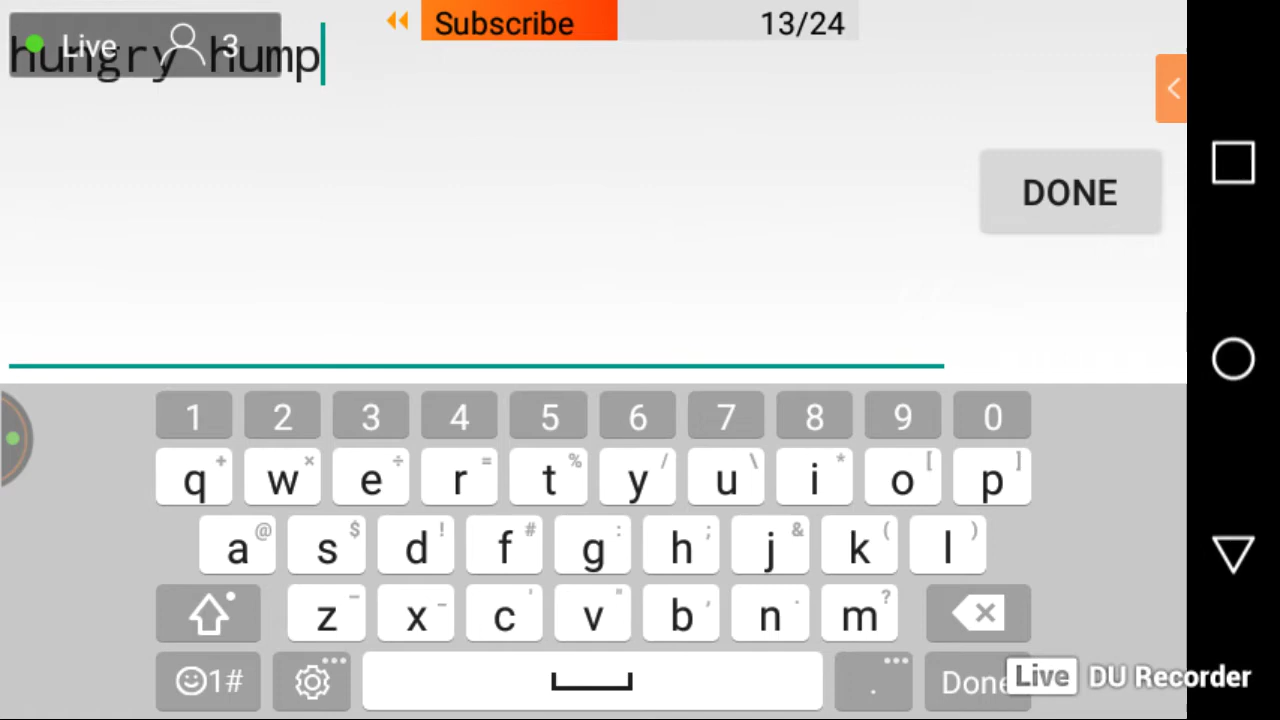 Subscribe 13/24
Live 3
hungry hump
DONE
1 2 3 4 5 6 7 8 9 0
q + w × e ÷ r = t % y / u \ i * o [ p ]
a @ s $ d ! f # g : h ; j & k ( l )
z - x _ c ' v " b , n . m ?
1# . Done
Live DU Recorder